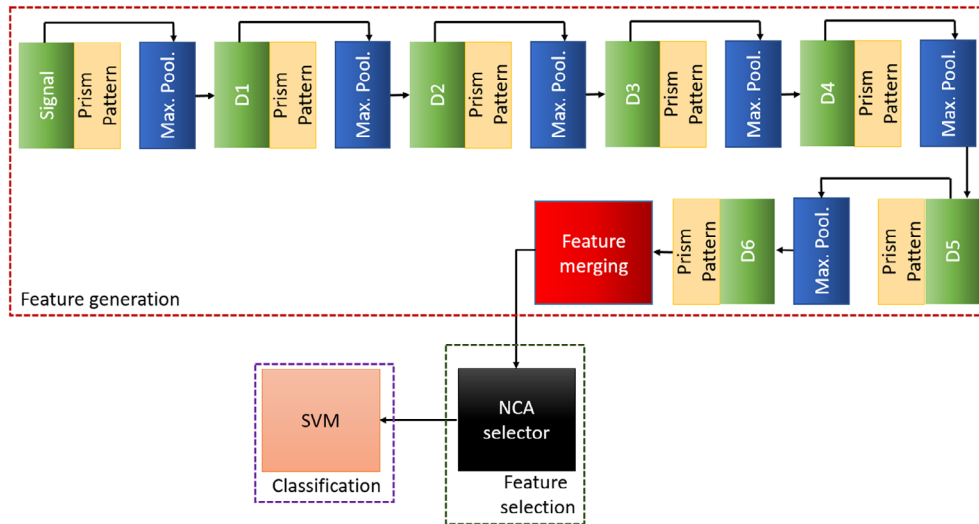 Signal
Prism
Pattern
Max. Pool.
D1
Prism
Pattern
Max. Pool.
D2
Prism
Pattern
Max. Pool.
D3
Prism
Pattern
Max. Pool.
D4
Prism
Pattern
Max. Pool.
Feature
merging
Prism
Pattern
D6
Max. Pool.
Prism
Pattern
D5
Feature generation
SVM
Classification
NCA
selector
Feature
selection